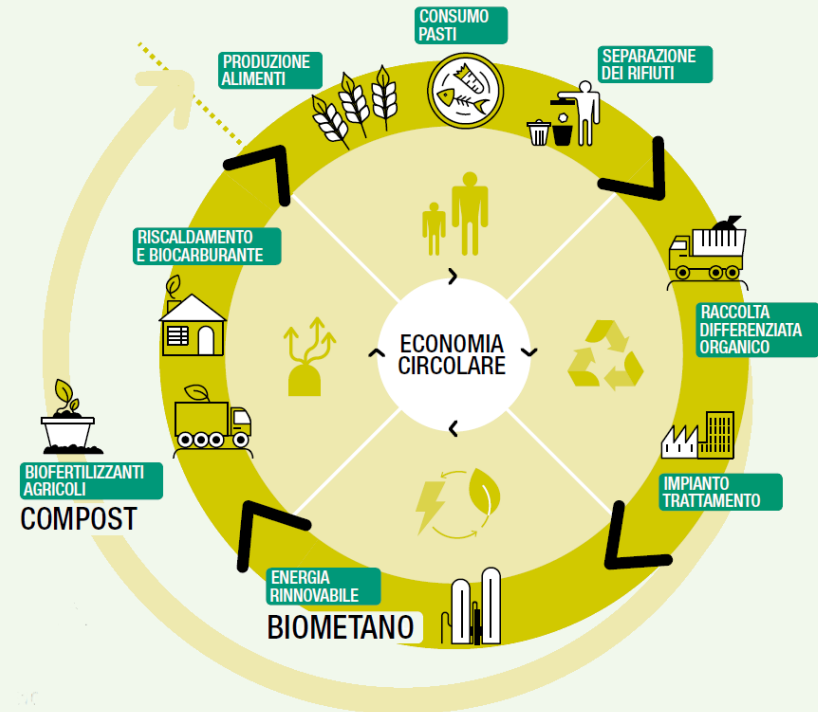 CONSUMO
PASTI
PRODUZIONE
ALIMENTI
SEPARAZIONE
DEI RIFIUTI
RISCALDAMENTO
E BIOCARBURANTE
RACCOLTA
DIFFERENZIATA
ORGANICO
ECONOMIA
CIRCOLARE
IMPIANTO
TRATTAMENTO
BIOFERTILIZZANTI
AGRICOLI
COMPOST
ENERGIA
RINNOVABILE
BIOMETANO